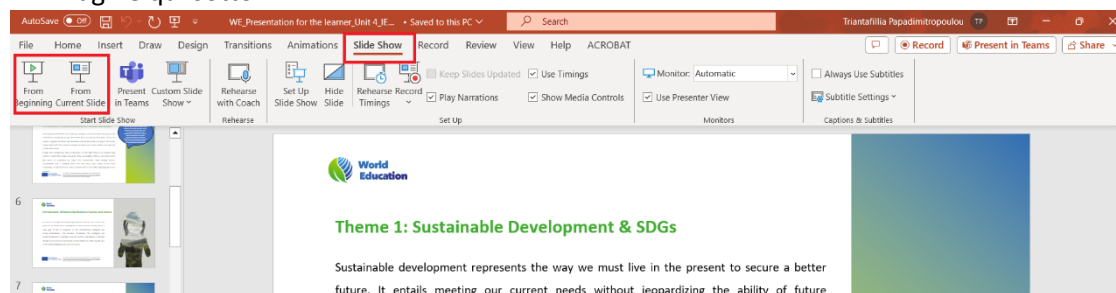 AutoSave Off WE_Presentation for the learner_Unit 4_IE... • Saved to this PC Search Triantafillia Papadimitropoulou TP
File Home Insert Draw Design Transitions Animations Slide Show Record Review View Help ACROBAT Record Present in Teams Share
From Beginning
From Current Slide
Present in Teams
Custom Slide Show
Rehearse with Coach
Set Up Slide Show
Hide Slide
Rehearse Timings
Record
Keep Slides Updated
Play Narrations
Use Timings
Show Media Controls
Monitor: Automatic
Use Presenter View
Always Use Subtitles
Subtitle Settings
Start Slide Show Rehearse Set Up Monitors Captions & Subtitles
6
7
World
Education
Theme 1: Sustainable Development & SDGs
Sustainable development represents the way we must live in the present to secure a better
future. It entails meeting our current needs without jeopardizing the ability of future